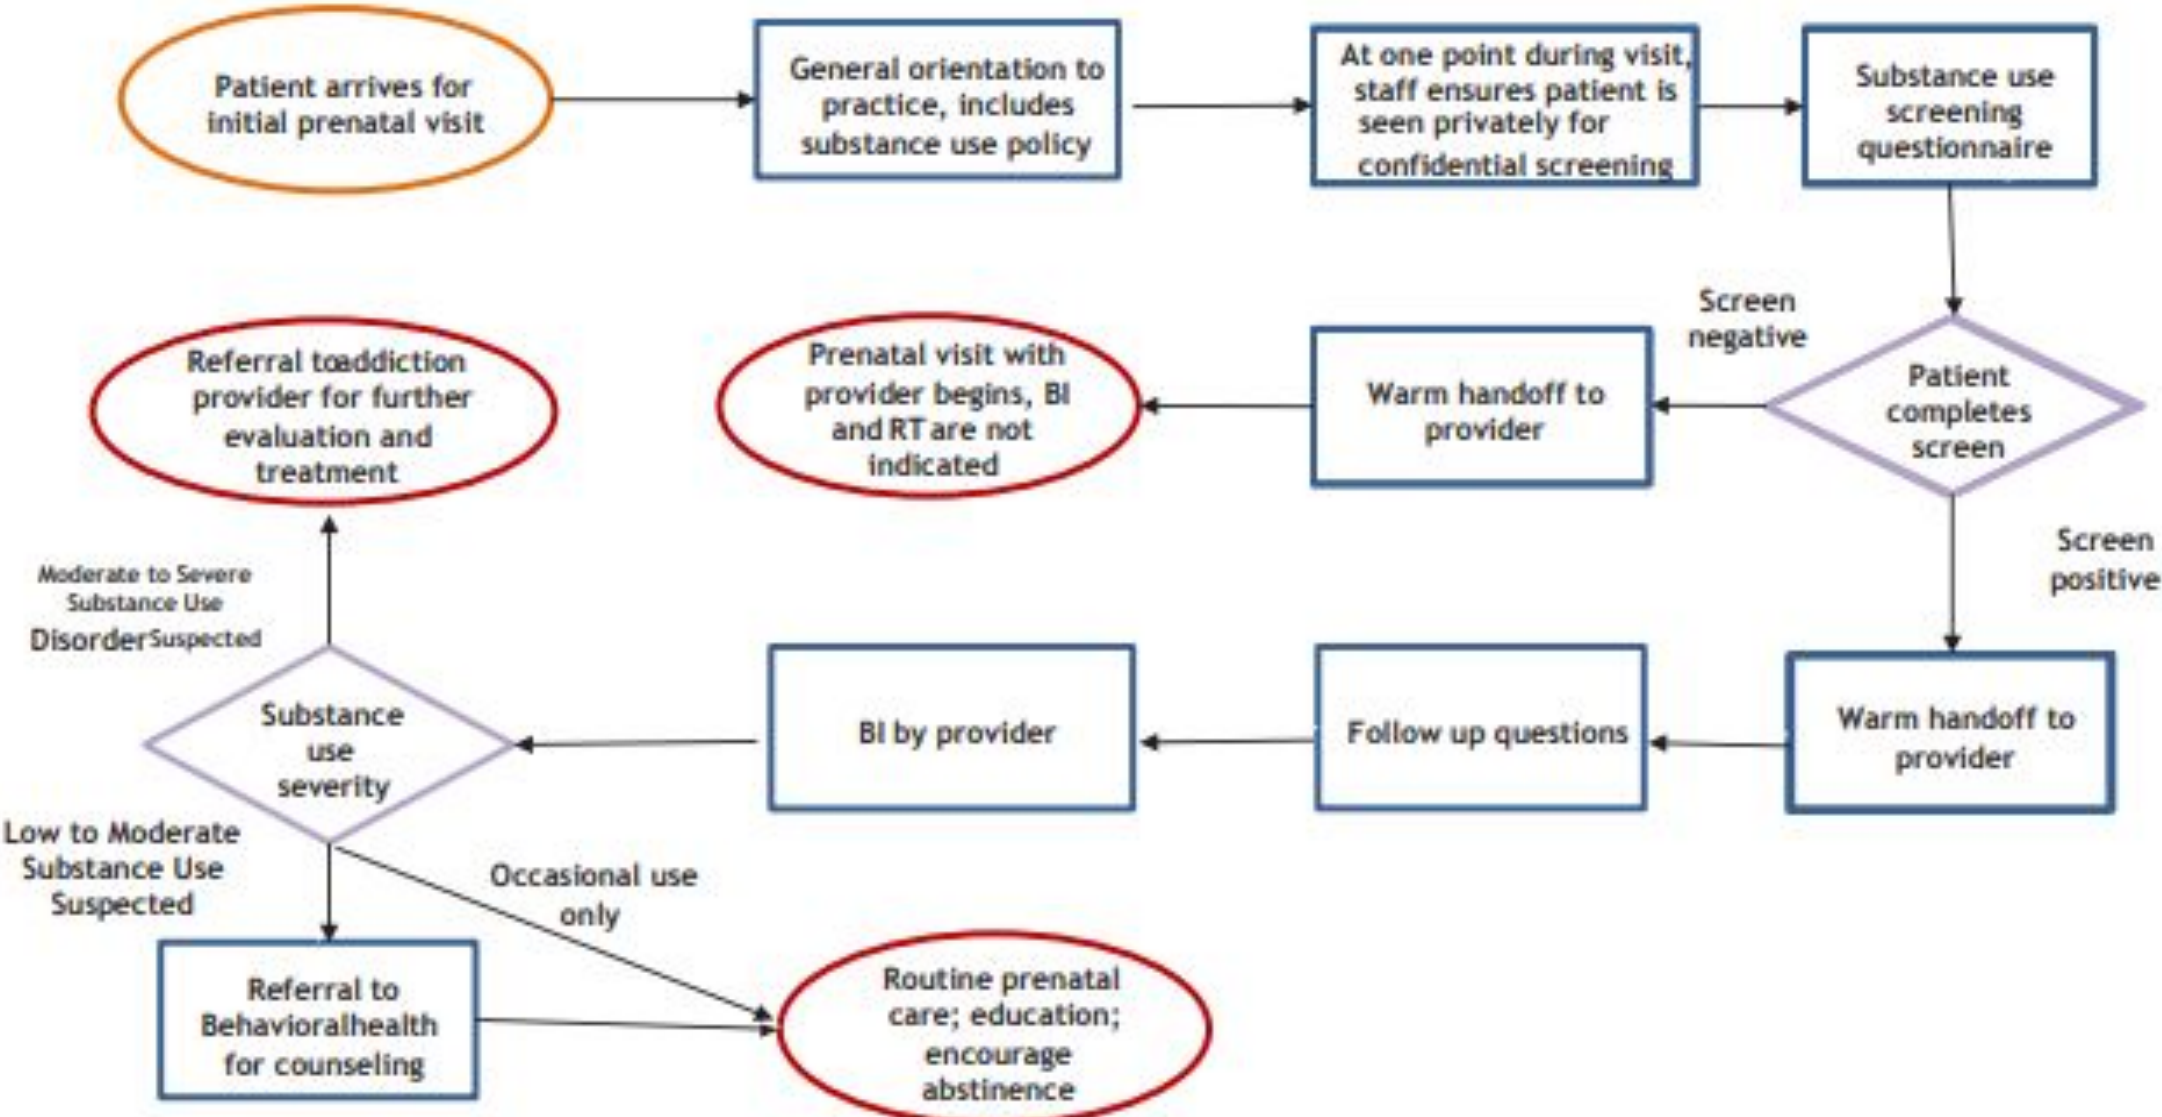 Patient arrives for
initial prenatal visit
General orientation to
practice, includes
substance use policy
At one point during visit,
staff ensures patient is
seen privately for
confidential screening
Substance use
screening
questionnaire
Screen
negative
Patient
completes
screen
Warm handoff to
provider
Prenatal visit with
provider begins, BI
and RT are not
indicated
Referral toaddiction
provider for further
evaluation and
treatment
Screen
positive
Warm handoff to
provider
Follow up questions
BI by provider
Substance
use
severity
Moderate to Severe
Substance Use
Disorder Suspected
Low to Moderate
Substance Use
Suspected
Occasional use
only
Referral to
Behavioralhealth
for counseling
Routine prenatal
care; education;
encourage
abstinence